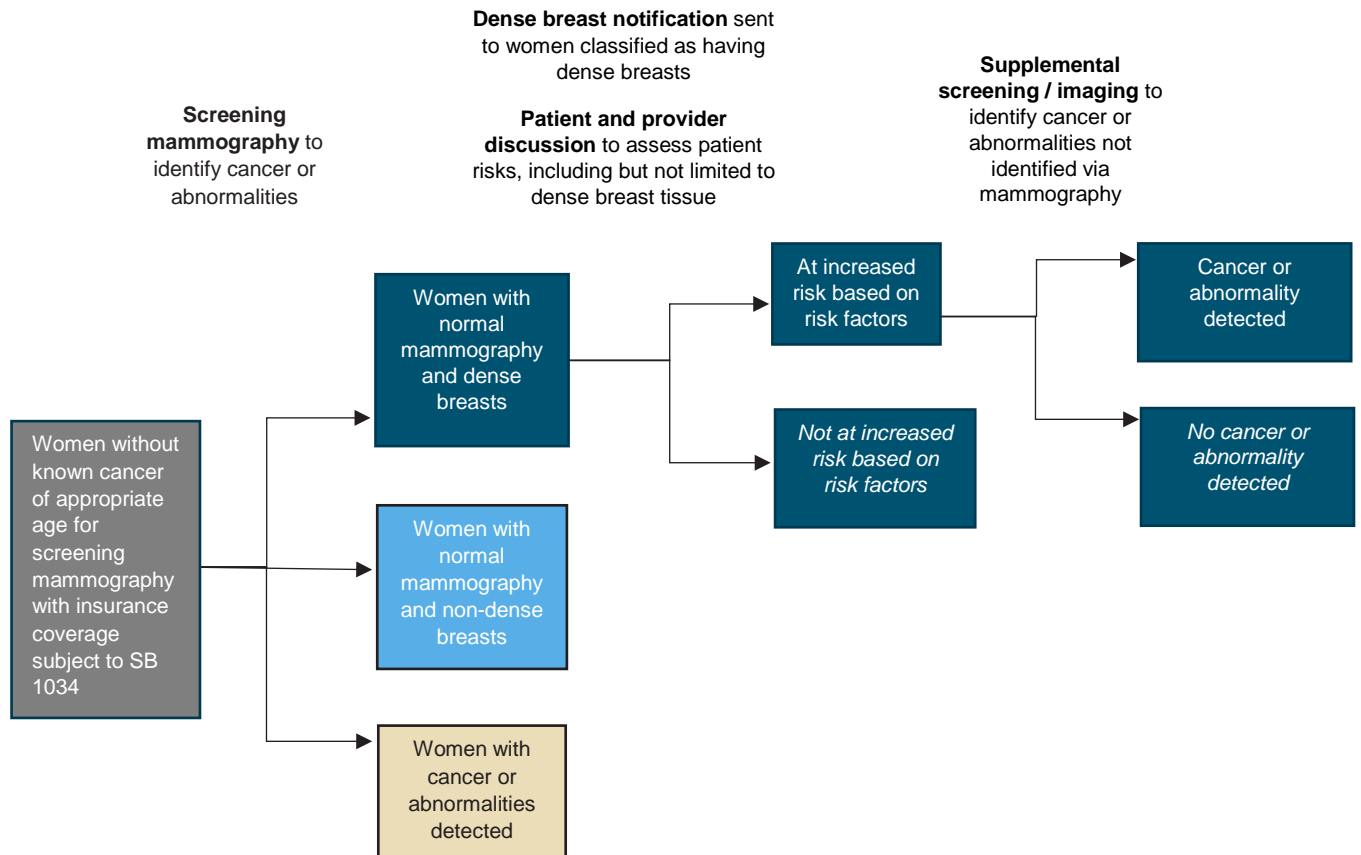 Dense breast notification sent
to women classified as having
dense breasts
Patient and provider
discussion to assess patient
risks, including but not limited to
dense breast tissue
Supplemental
screening / imaging to
identify cancer or
abnormalities not
identified via
mammography
Screening
mammography to
identify cancer or
abnormalities
Women without
known cancer
of appropriate
age for
screening
mammography
with insurance
coverage
subject to SB
1034
Women with
normal
mammography
and dense
breasts
Women with
normal
mammography
and non-dense
breasts
Women with
cancer or
abnormalities
detected
At increased
risk based on
risk factors
Not at increased
risk based on
risk factors
Cancer or
abnormality
detected
No cancer or
abnormality
detected